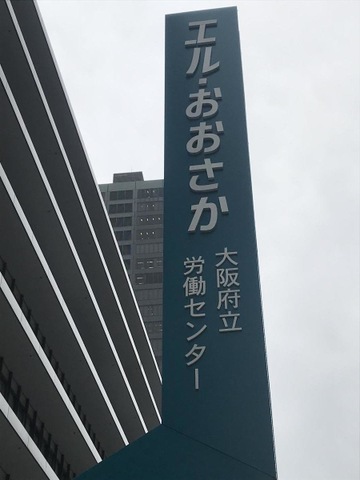 エル・おおさか
大阪府立
労働センター